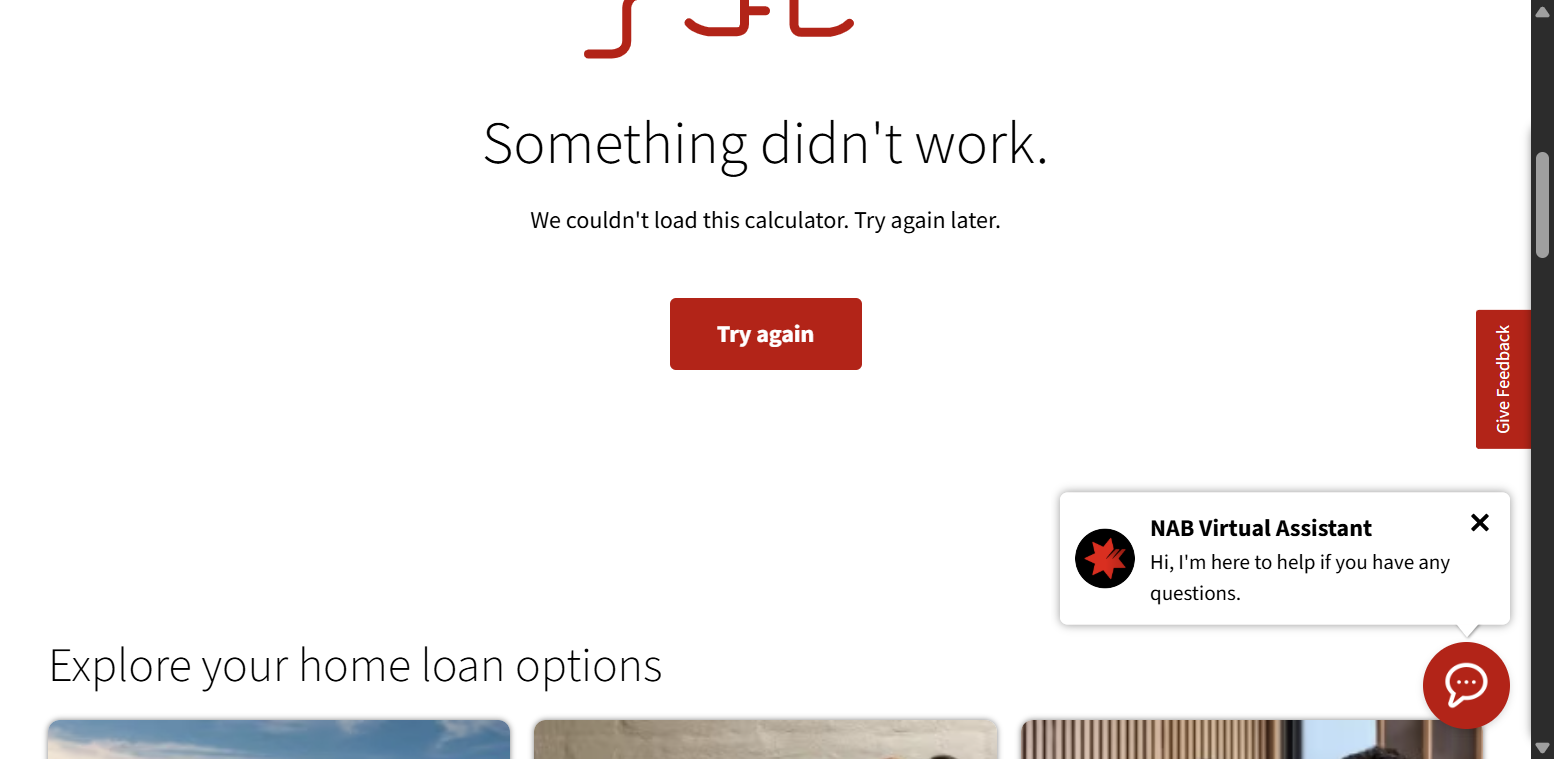 Something didn't work.
We couldn't load this calculator. Try again later.
Try again
Give Feedback
NAB Virtual Assistant
Hi, I'm here to help if you have any
questions.
Explore your home loan options